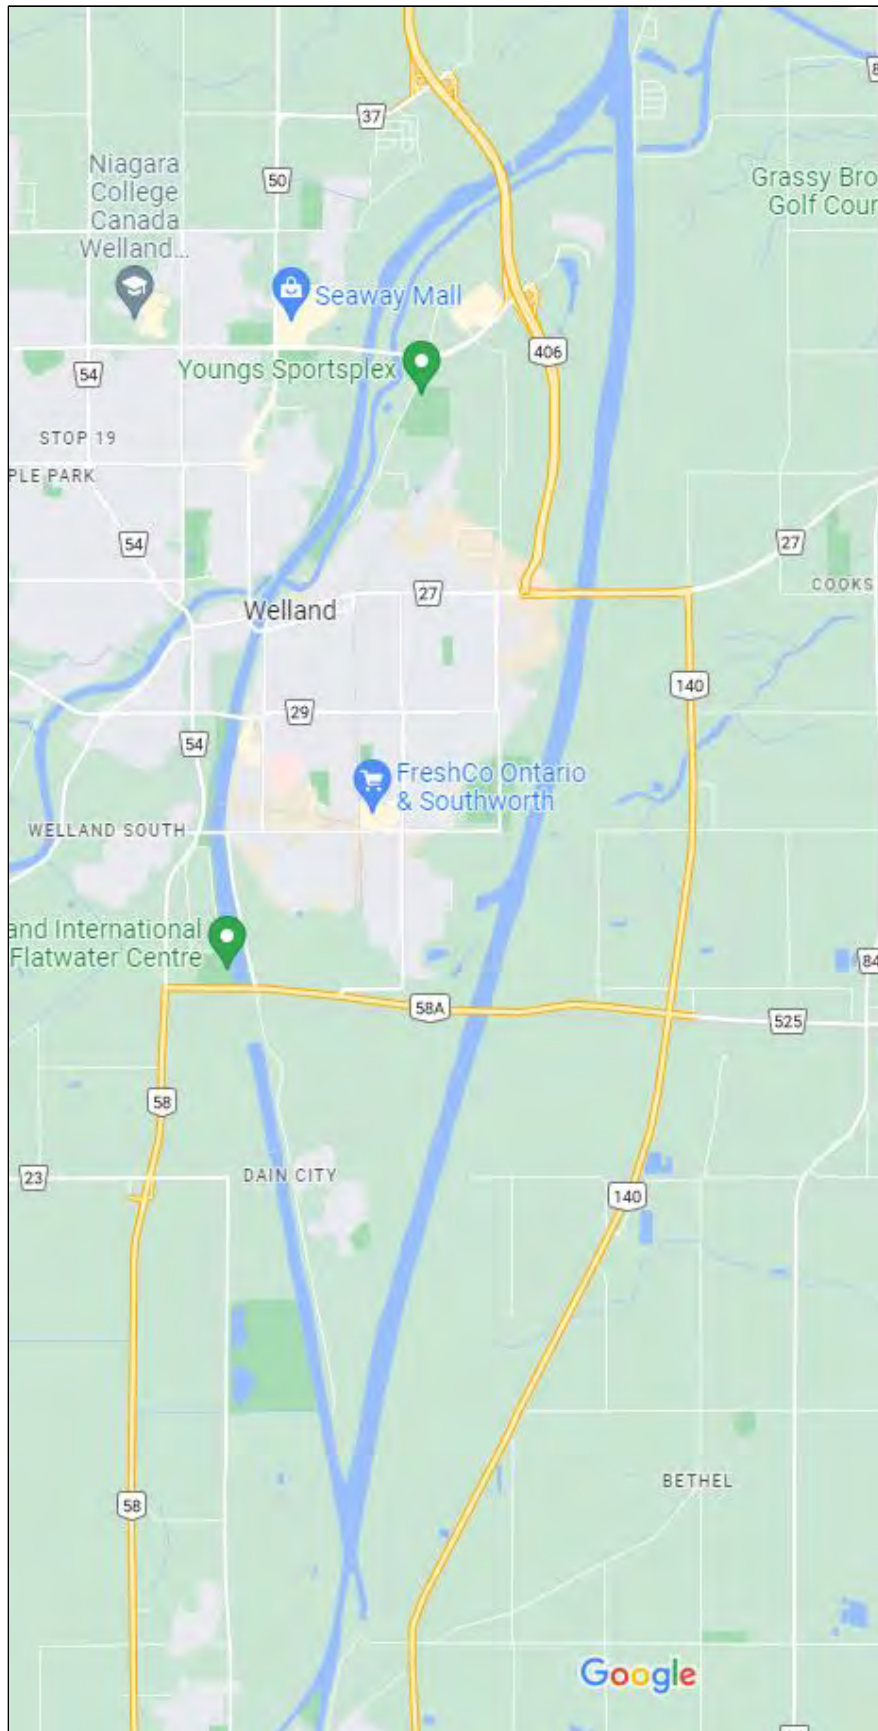 37
8
Niagara
College
Canada
Welland...
50
Grassy Bro
Golf Cour
Seaway Mall
406
Youngs Sportsplex
54
STOP 19
PLE PARK
54
27
COOKS
27
Welland
140
29
54
FreshCo Ontario
& Southworth
WELLAND SOUTH
and International
Flatwater Centre
84
58A
525
58
23
DAIN CITY
140
BETHEL
58
Google